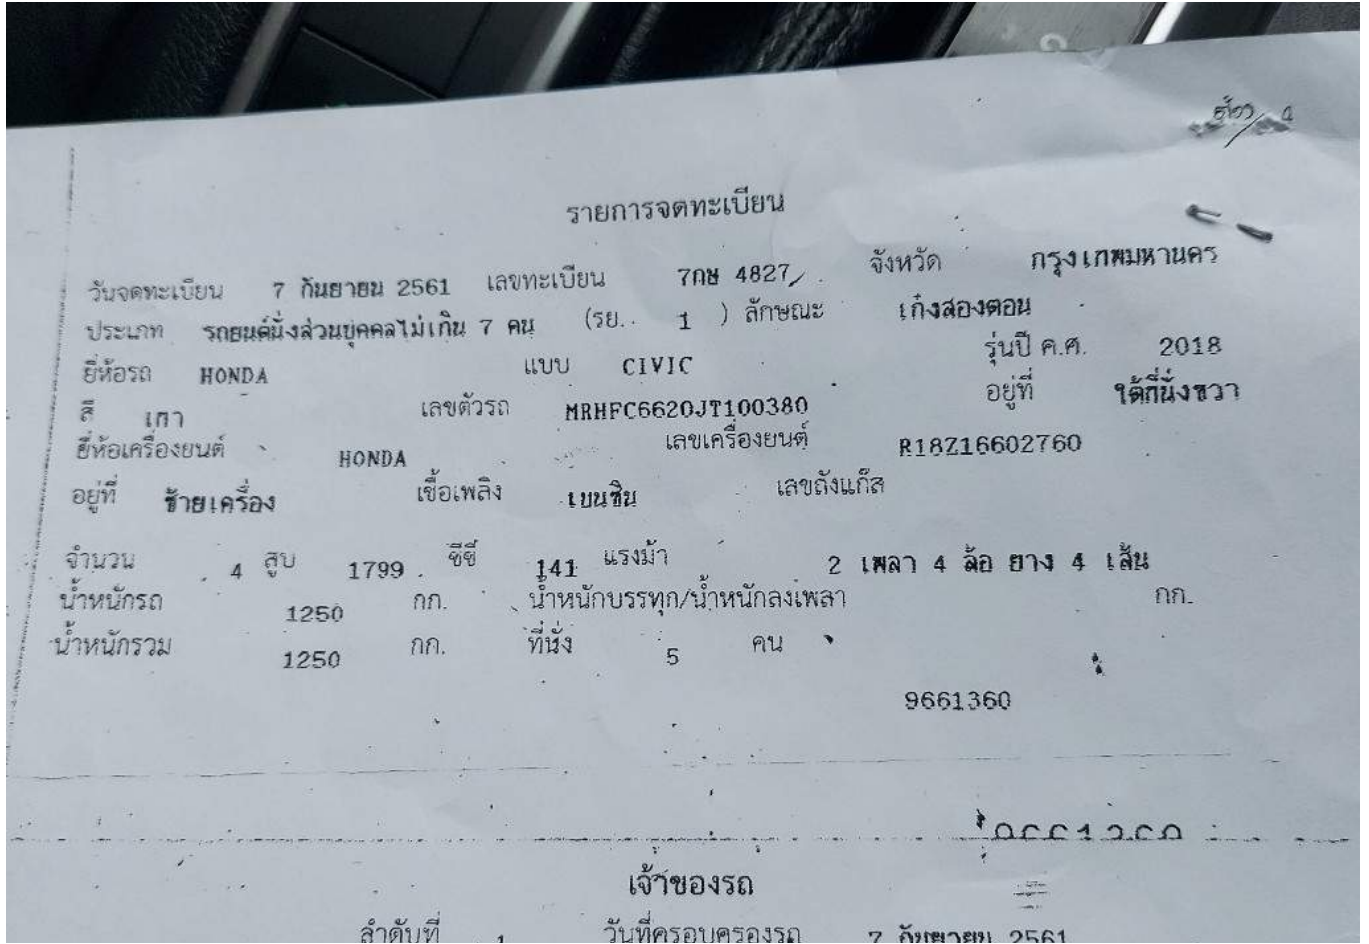 รายการจดทะเบียน
วันจดทะเบียน 7 กันยายน 2561 เลขทะเบียน 7กษ 4827 จังหวัด กรุงเทพมหานคร
ประเภท รถยนต์นั่งส่วนบุคคลไม่เกิน 7 คน (รย. 1 ) ลักษณะ เก๋งสองตอน
ยี่ห้อรถ HONDA แบบ CIVIC รุ่นปี ค.ศ. 2018
สี เทา เลขตัวรถ MRHFC6620JT100380 อยู่ที่ ใต้ที่นั่งขวา
ยี่ห้อเครื่องยนต์ HONDA เลขเครื่องยนต์ R18Z16602760
อยู่ที่ ซ้ายเครื่อง เชื้อเพลิง เบนซิน เลขถังแก๊ส
จำนวน 4 สูบ 1799 ซีซี 141 แรงม้า 2 เพลา 4 ล้อ ยาง 4 เส้น
น้ำหนักรถ 1250 กก. น้ำหนักบรรทุก/น้ำหนักลงเพลา กก.
น้ำหนักรวม 1250 กก. ที่นั่ง 5 คน
9661360
เจ้าของรถ
ลำดับที่ 1 วันที่ครอบครองรถ 7 กันยายน 2561